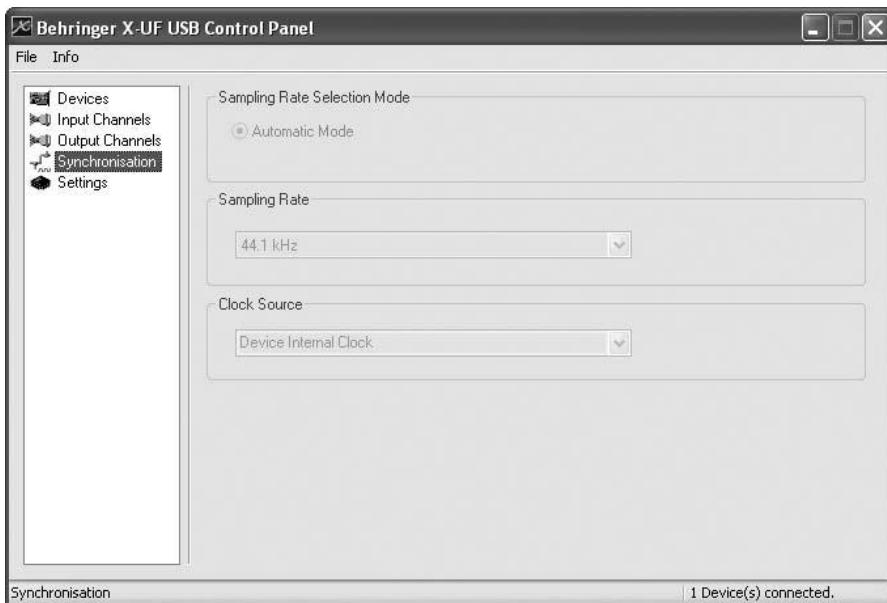 Behringer X-UF USB Control Panel
File Info
Devices
Input Channels
Output Channels
Synchronisation
Settings
Sampling Rate Selection Mode
Automatic Mode
Sampling Rate
44.1 kHz
Clock Source
Device Internal Clock
Synchronisation
1 Device(s) connected.